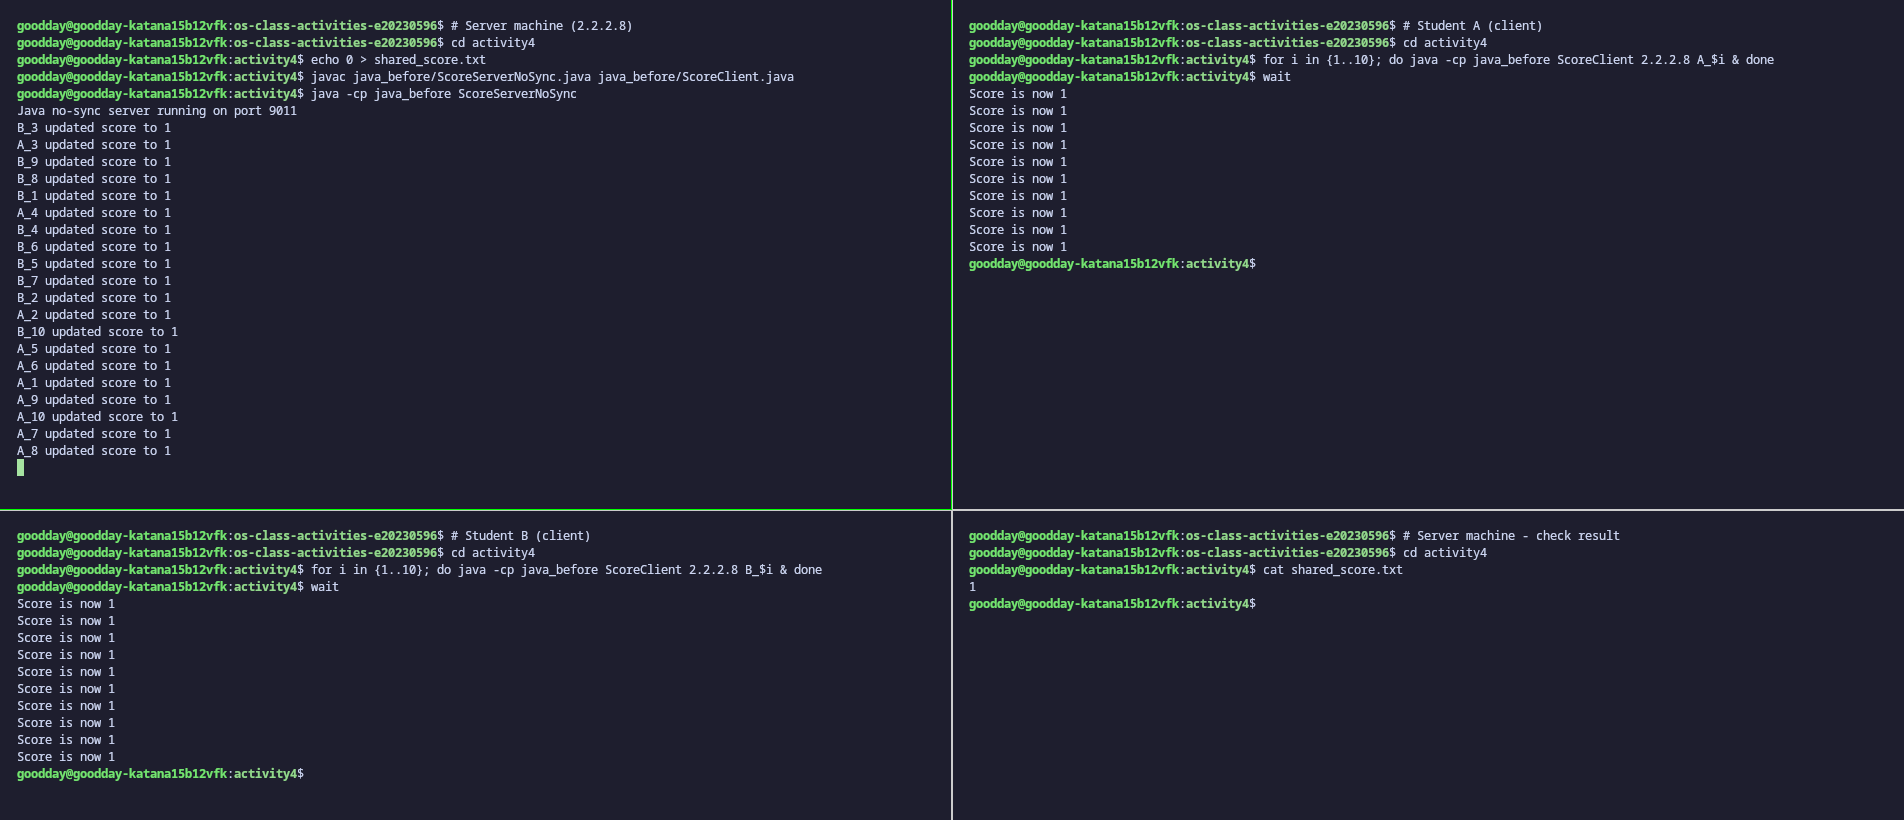 goodday@goodday-katana15b12vfk:os-class-activities-e20230596$ # Server machine (2.2.2.8)
goodday@goodday-katana15b12vfk:os-class-activities-e20230596$ cd activity4
goodday@goodday-katana15b12vfk:activity4$ echo 0 > shared_score.txt
goodday@goodday-katana15b12vfk:activity4$ javac java_before/ScoreServerNoSync.java java_before/ScoreClient.java
goodday@goodday-katana15b12vfk:activity4$ java -cp java_before ScoreServerNoSync
Java no-sync server running on port 9011
B_3 updated score to 1
A_3 updated score to 1
B_9 updated score to 1
B_8 updated score to 1
B_1 updated score to 1
A_4 updated score to 1
B_4 updated score to 1
B_6 updated score to 1
B_5 updated score to 1
B_7 updated score to 1
B_2 updated score to 1
A_2 updated score to 1
B_10 updated score to 1
A_5 updated score to 1
A_6 updated score to 1
A_1 updated score to 1
A_9 updated score to 1
A_10 updated score to 1
A_7 updated score to 1
A_8 updated score to 1
goodday@goodday-katana15b12vfk:os-class-activities-e20230596$ # Student A (client)
goodday@goodday-katana15b12vfk:os-class-activities-e20230596$ cd activity4
goodday@goodday-katana15b12vfk:activity4$ for i in {1..10}; do java -cp java_before ScoreClient 2.2.2.8 A_$i & done
goodday@goodday-katana15b12vfk:activity4$ wait
Score is now 1
Score is now 1
Score is now 1
Score is now 1
Score is now 1
Score is now 1
Score is now 1
Score is now 1
Score is now 1
Score is now 1
goodday@goodday-katana15b12vfk:activity4$
goodday@goodday-katana15b12vfk:os-class-activities-e20230596$ # Student B (client)
goodday@goodday-katana15b12vfk:os-class-activities-e20230596$ cd activity4
goodday@goodday-katana15b12vfk:activity4$ for i in {1..10}; do java -cp java_before ScoreClient 2.2.2.8 B_$i & done
goodday@goodday-katana15b12vfk:activity4$ wait
Score is now 1
Score is now 1
Score is now 1
Score is now 1
Score is now 1
Score is now 1
Score is now 1
Score is now 1
Score is now 1
Score is now 1
goodday@goodday-katana15b12vfk:activity4$
goodday@goodday-katana15b12vfk:os-class-activities-e20230596$ # Server machine - check result
goodday@goodday-katana15b12vfk:os-class-activities-e20230596$ cd activity4
goodday@goodday-katana15b12vfk:activity4$ cat shared_score.txt
1
goodday@goodday-katana15b12vfk:activity4$